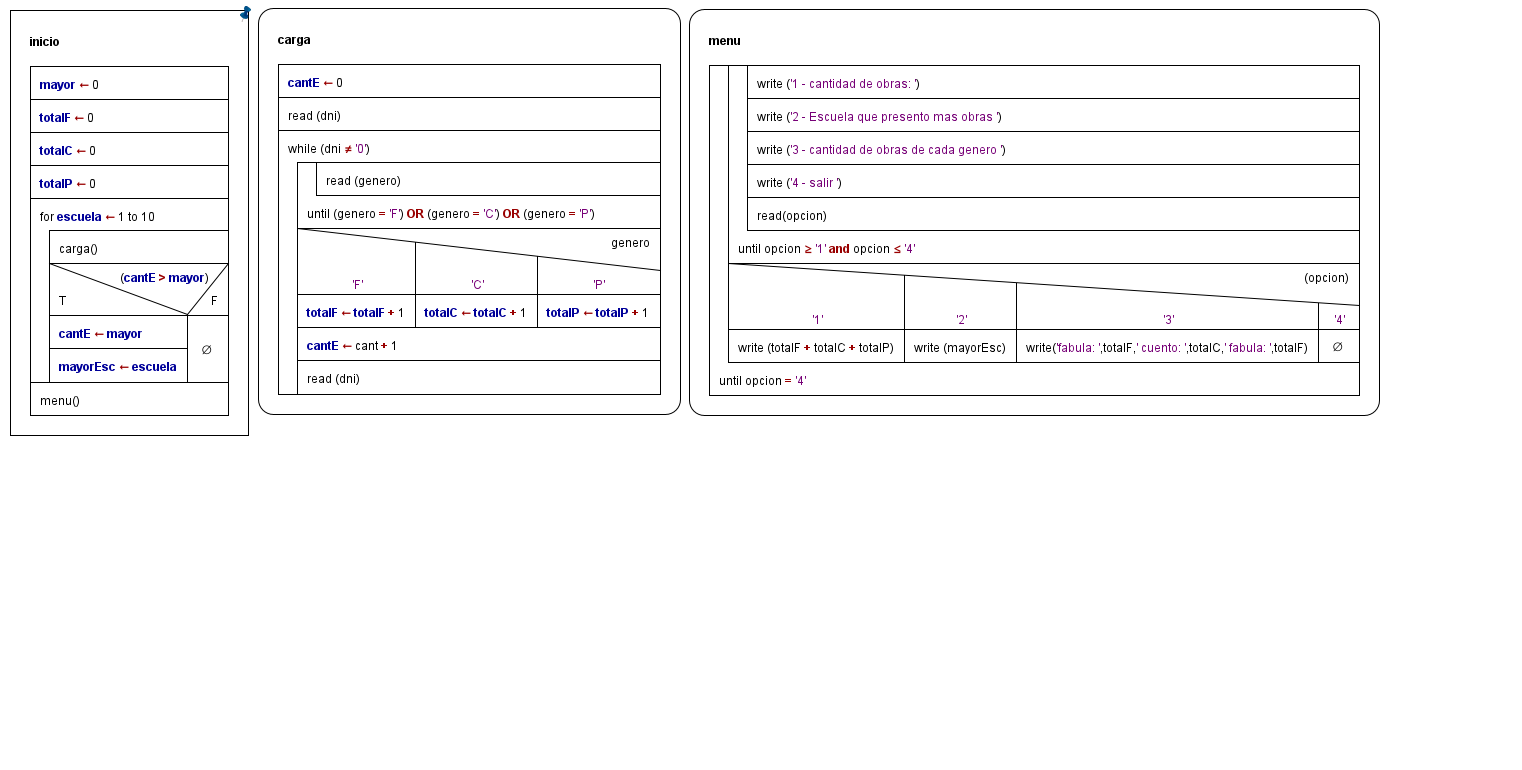 inicio
mayor ← 0
totalF ← 0
totalC ← 0
totalP ← 0
for escuela ← 1 to 10
carga()
(cantE > mayor)
T
F
cantE ← mayor
∅
mayorEsc ← escuela
menu()
carga
cantE ← 0
read (dni)
while (dni ≠ '0')
read (genero)
until (genero = 'F') OR (genero = 'C') OR (genero = 'P')
genero
'F'
'C'
'P'
totalF ← totalF + 1
totalC ← totalC + 1
totalP ← totalP + 1
cantE ← cant + 1
read (dni)
menu
write ('1 - cantidad de obras: ')
write ('2 - Escuela que presento mas obras ')
write ('3 - cantidad de obras de cada genero ')
write ('4 - salir ')
read(opcion)
until opcion ≥ '1' and opcion ≤ '4'
(opcion)
'1'
'2'
'3'
'4'
write (totalF + totalC + totalP)
write (mayorEsc)
write('fabula: ',totalF,' cuento: ',totalC,' fabula: ',totalF)
∅
until opcion = '4'